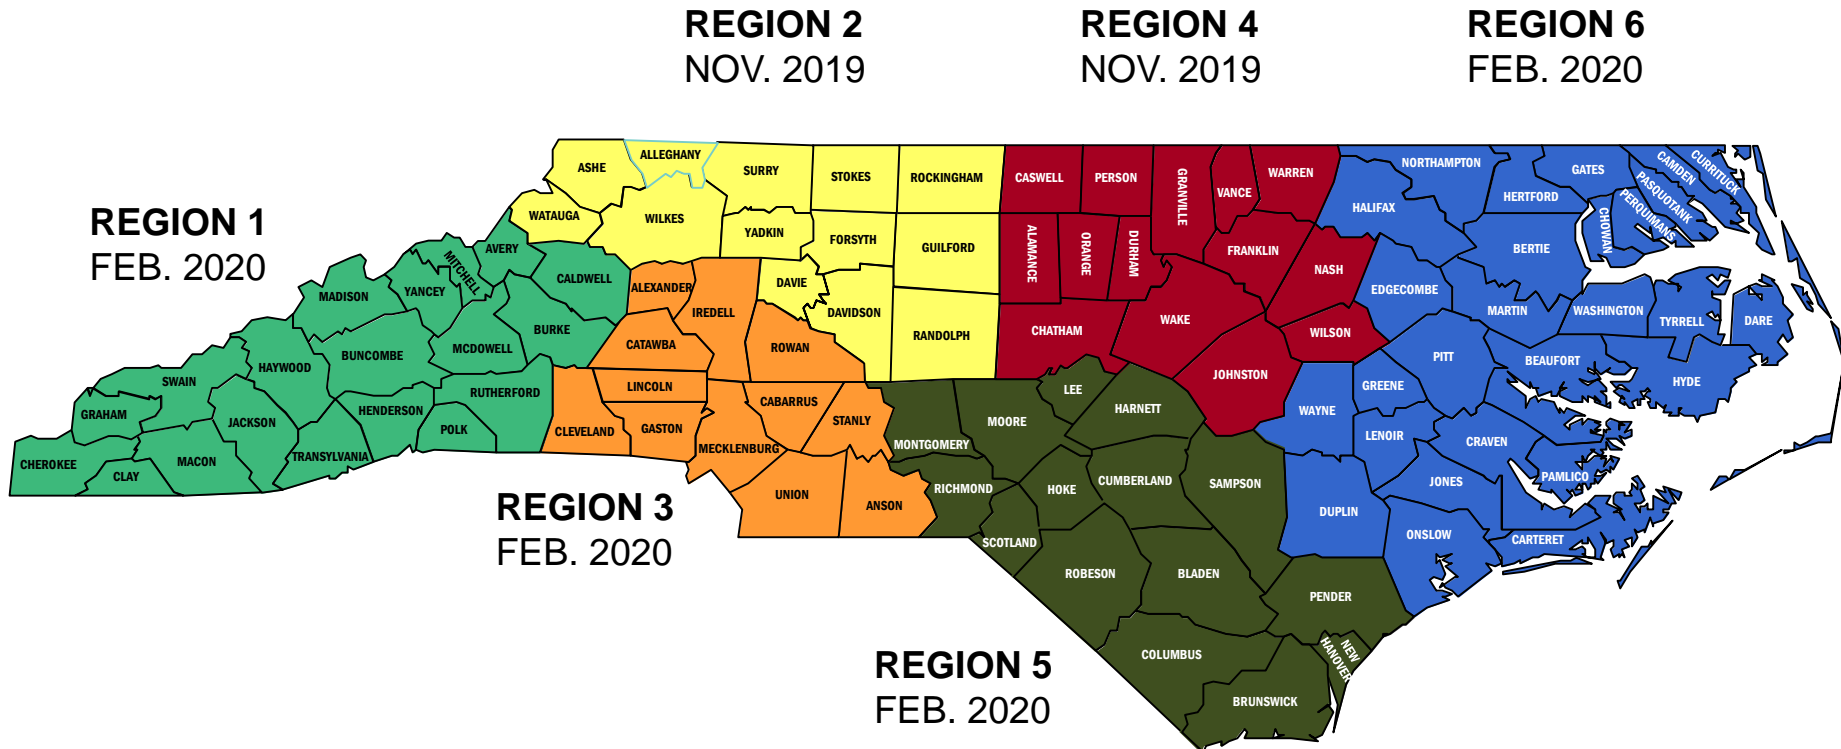 REGION 2
NOV. 2019
REGION 4
NOV. 2019
REGION 6
FEB. 2020
REGION 1
FEB. 2020
REGION 3
FEB. 2020
REGION 5
FEB. 2020
ASHE
ALLEGHANY
SURRY
STOKES
ROCKINGHAM
WATAUGA
WILKES
YADKIN
FORSYTH
GUILFORD
DAVIE
DAVIDSON
RANDOLPH
CASWELL
PERSON
GRANVILLE
VANCE
WARREN
ALAMANCE
ORANGE
DURHAM
FRANKLIN
NASH
CHATHAM
WAKE
WILSON
JOHNSTON
NORTHAMPTON
GATES
CAMDEN
CURRITUCK
PASQUOTANK
PERQUIMANS
HERTFORD
HALIFAX
CHOWAN
BERTIE
EDGECOMBE
MARTIN
WASHINGTON
TYRRELL
DARE
PITT
BEAUFORT
HYDE
GREENE
WAYNE
LENOIR
CRAVEN
JONES
PAMLICO
DUPLIN
ONSLOW
CARTERET
AVERY
MITCHELL
YANCEY
CALDWELL
MADISON
BURKE
MCDOWELL
BUNCOMBE
HAYWOOD
SWAIN
RUTHERFORD
GRAHAM
JACKSON
HENDERSON
POLK
TRANSYLVANIA
CHEROKEE
CLAY
MACON
ALEXANDER
IREDELL
CATAWBA
ROWAN
LINCOLN
CABARRUS
STANLY
CLEVELAND
GASTON
MECKLENBURG
UNION
ANSON
LEE
MOORE
HARNETT
MONTGOMERY
RICHMOND
HOKE
CUMBERLAND
SAMPSON
SCOTLAND
ROBESON
BLADEN
PENDER
COLUMBUS
NEW
HANOVER
BRUNSWICK